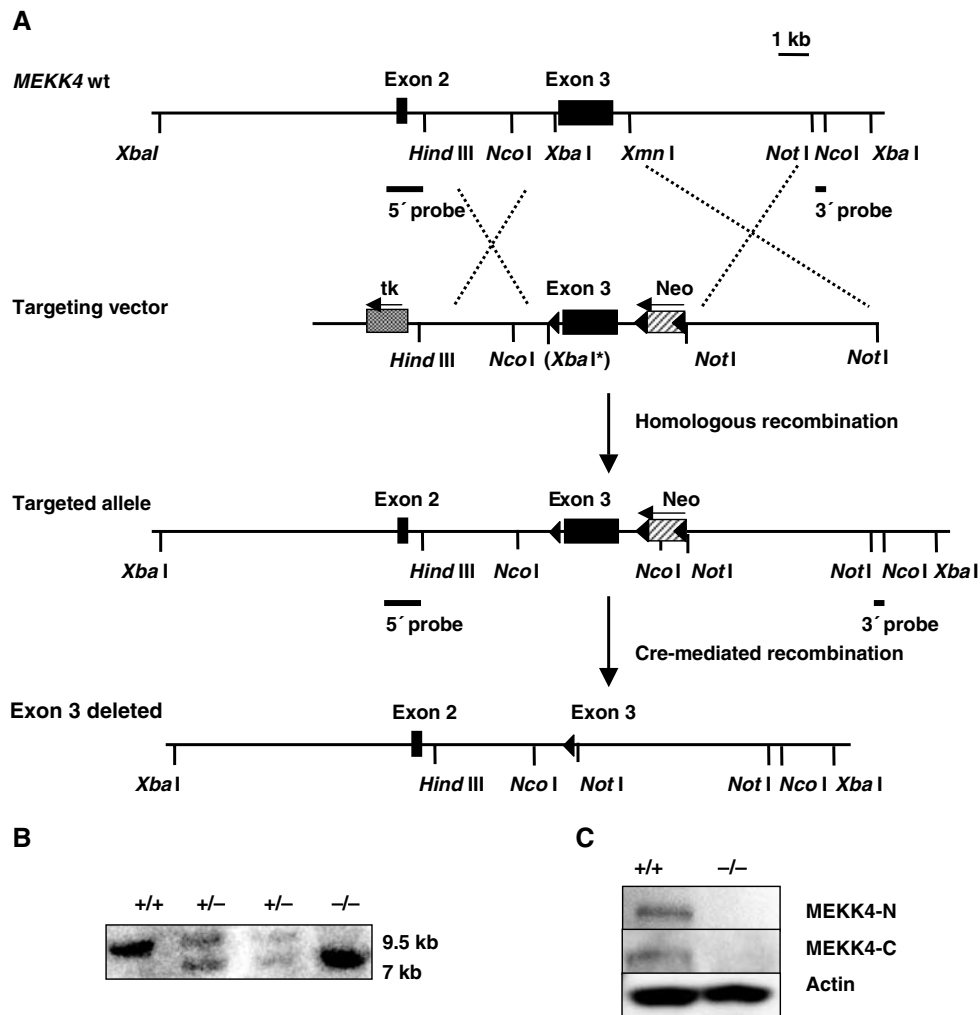 A
1 kb
MEKK4 wt
Exon 2 Exon 3
XbaI Hind III Nco I Xba I Xmn I Not I Nco I Xba I
5´ probe 3´ probe
Targeting vector
tk Exon 3 Neo
Hind III Nco I (Xba I*) Not I Not I
Homologous recombination
Targeted allele
Exon 2 Exon 3 Neo
Xba I Hind III Nco I Nco I Not I Not I Nco I Xba I
5´ probe 3´ probe
Cre-mediated recombination
Exon 3 deleted
Exon 2 Exon 3
Xba I Hind III Nco I Not I Not I Nco I Xba I
B
+/+ +/– +/– –/–
9.5 kb
7 kb
C
+/+ –/–
MEKK4-N
MEKK4-C
Actin